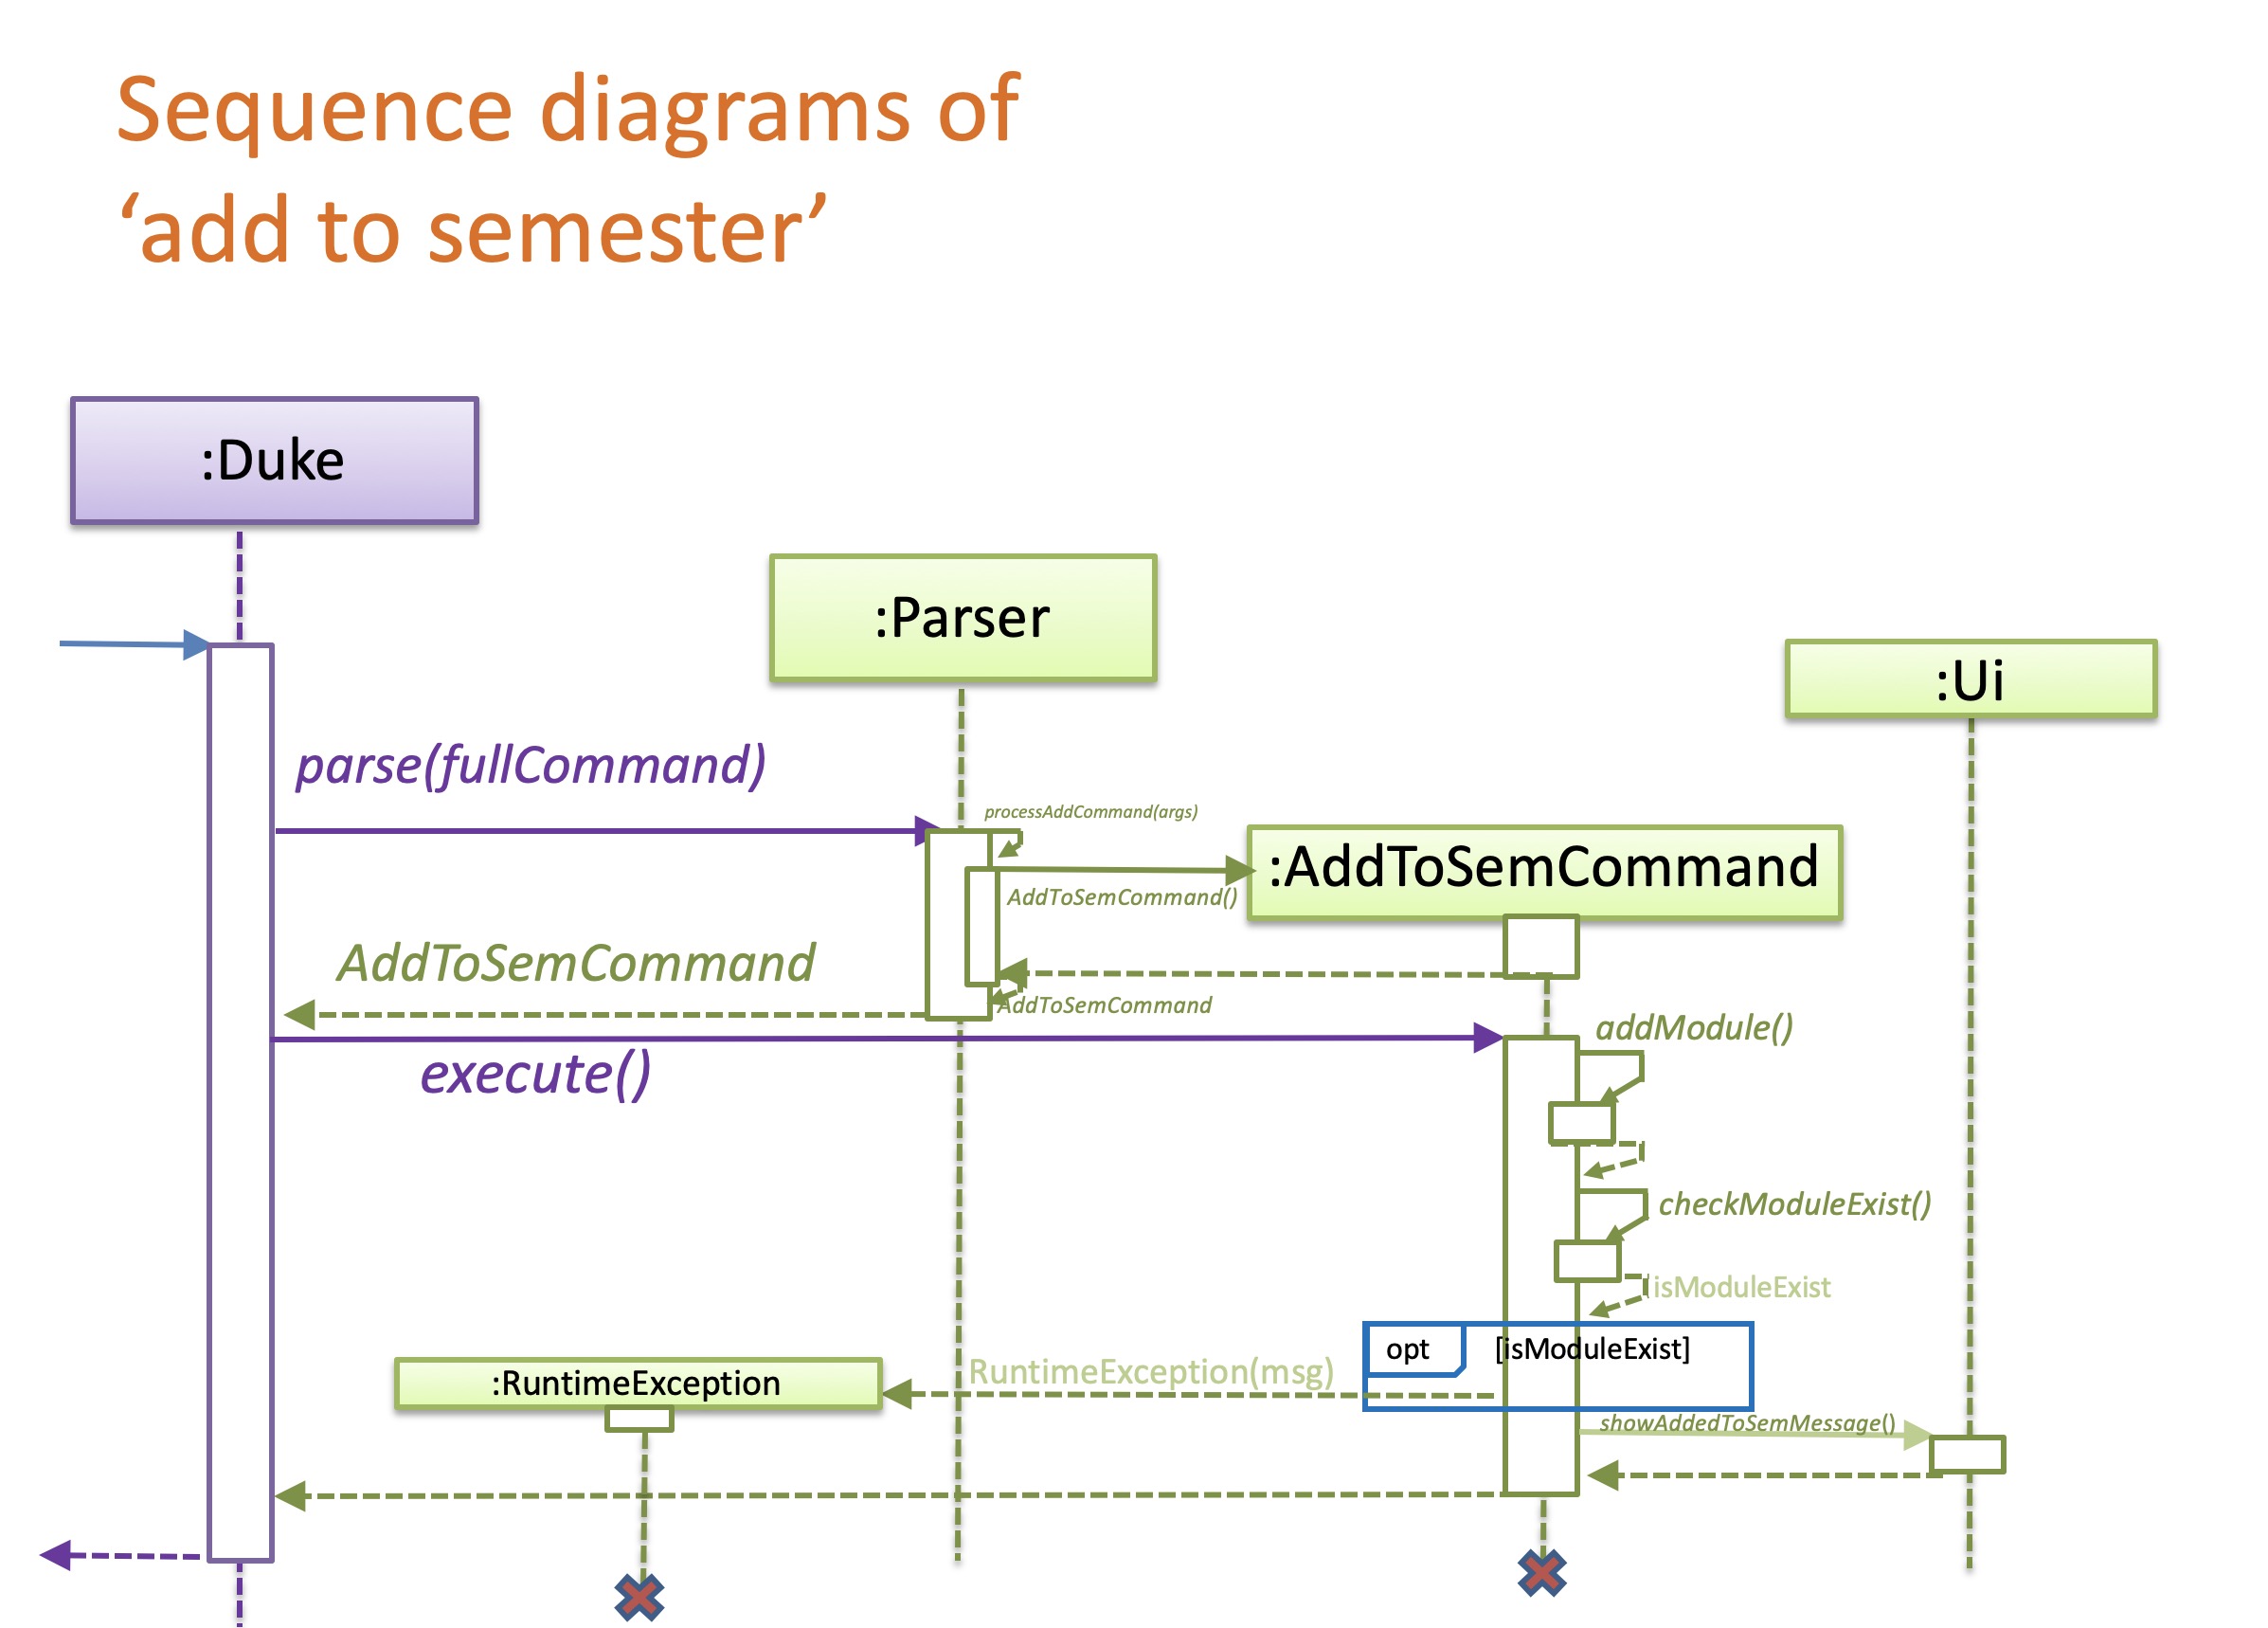 Sequence diagrams of
‘add to semester’
:Duke
:Parser
:Ui
parse(fullCommand)
processAddCommand(args)
:AddToSemCommand
AddToSemCommand()
AddToSemCommand
AddToSemCommand
addModule()
execute()
checkModuleExist()
isModuleExist
opt [isModuleExist]
RuntimeException(msg)
:RuntimeException
showAddedToSemMessage()